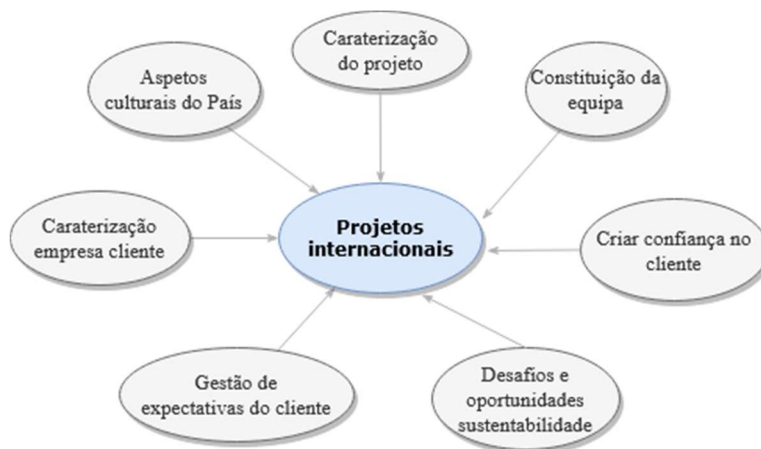 Caraterização
do projeto
Aspetos
culturais do País
Constituição da
equipa
Caraterização
empresa cliente
Projetos
internacionais
Criar confiança no
cliente
Gestão de
expectativas do cliente
Desafios e
oportunidades
sustentabilidade